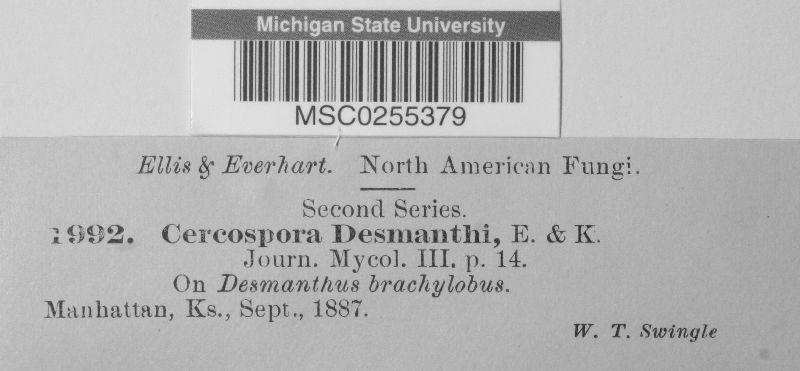 Michigan State University
MSC0255379
Ellis & Everhart. North American Fungi.
Second Series.
1992. Cercospora Desmanthi, E. & K.
Journ. Mycol. III. p. 14.
On Desmanthus brachylobus.
Manhattan, Ks., Sept., 1887.
W. T. Swingle